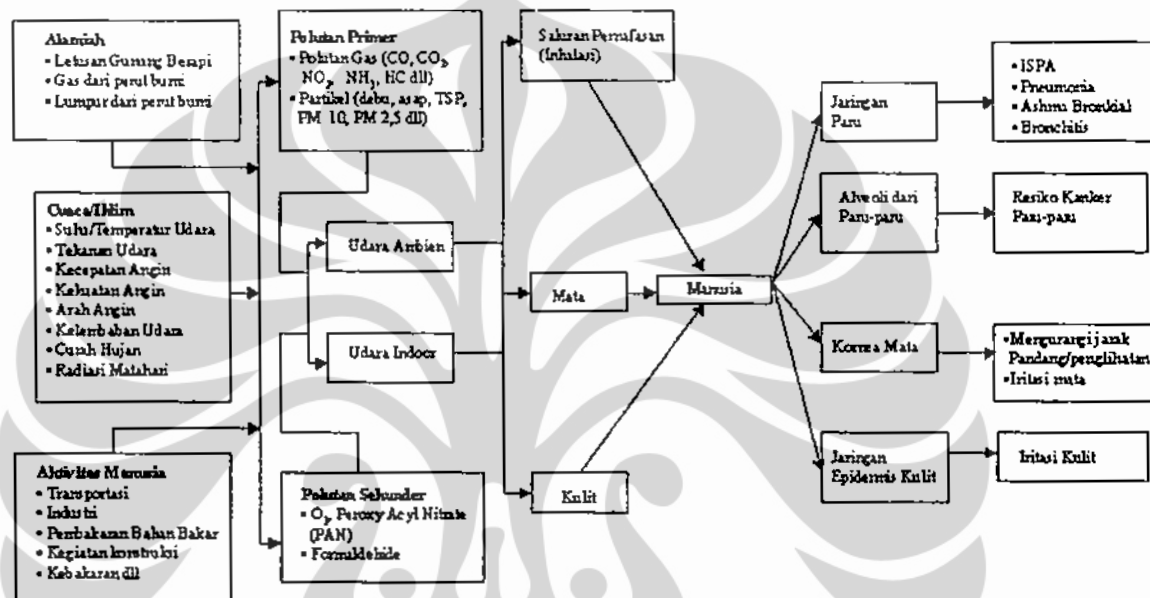 Alamiah
• Letusan Gunung Berapi
• Gas dari perut bumi
• Lumpur dari perut bumi
Cuaca/Iklim
• Suhu/Temperatur Udara
• Tekanan Udara
• Kecepatan Angin
• Kekuatan Angin
• Arah Angin
• Kelembaban Udara
• Curah Hujan
• Radiasi Matahari
Aktivitas Manusia
• Transportasi
• Industri
• Pembakaran Bahan Bakar
• Kegiatan konstruksi
• Kebakaran dll
Polutan Primer
• Polutan Gas (CO, CO₂,
NO₂, NH₃, HC dll)
• Partikel (debu, asap, TSP,
PM 10, PM 2,5 dll)
Udara Ambien
Udara Indoor
Polutan Sekunder
• O₃, Peroxy Acyl Nitrate
(PAN)
• Formaldehide
Saluran Pernafasan
(Inhalasi)
Mata
Kulit
Manusia
Jaringan
Paru
Alveoli dari
Paru-paru
Kornea Mata
Jaringan
Epidermis Kulit
• ISPA
• Pneumonia
• Ashma Bronkial
• Bronchitis
Resiko Kanker
Paru-paru
• Mengurangi jarak
Pandang/penglihatan
• Iritasi mata
Iritasi Kulit